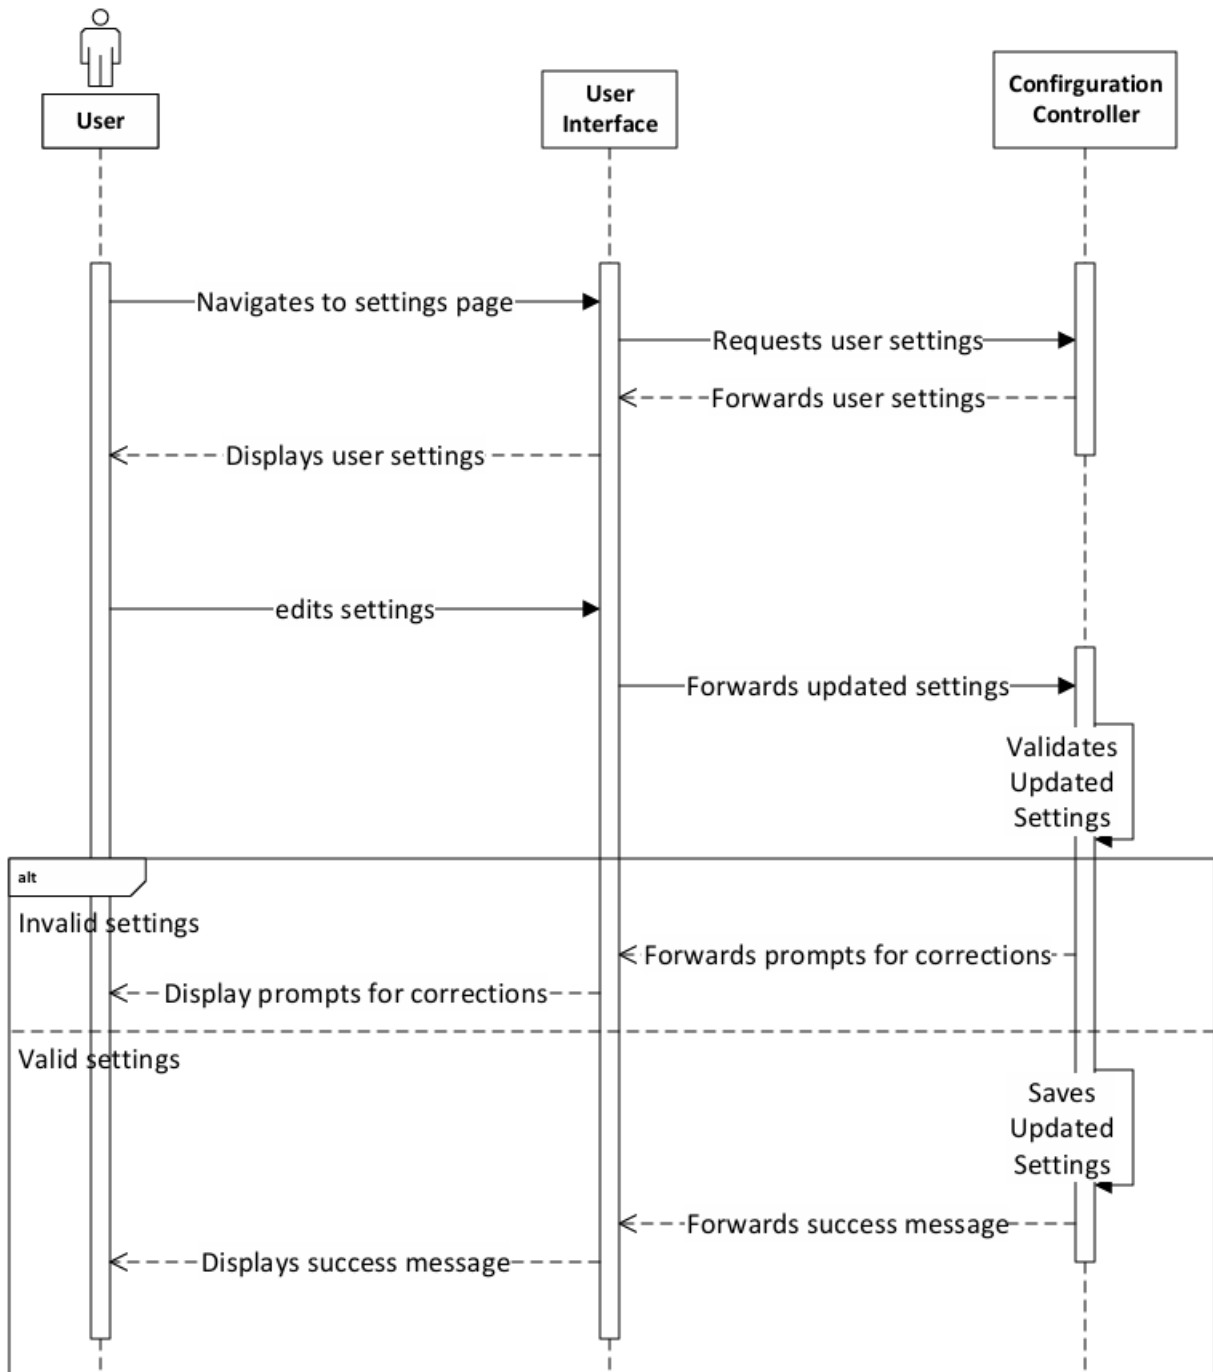 User
User
Interface
Confirguration
Controller
Navigates to settings page
Requests user settings
Forwards user settings
Displays user settings
edits settings
Forwards updated settings
Validates
Updated
Settings
alt
Invalid settings
Forwards prompts for corrections
Display prompts for corrections
Valid settings
Saves
Updated
Settings
Forwards success message
Displays success message